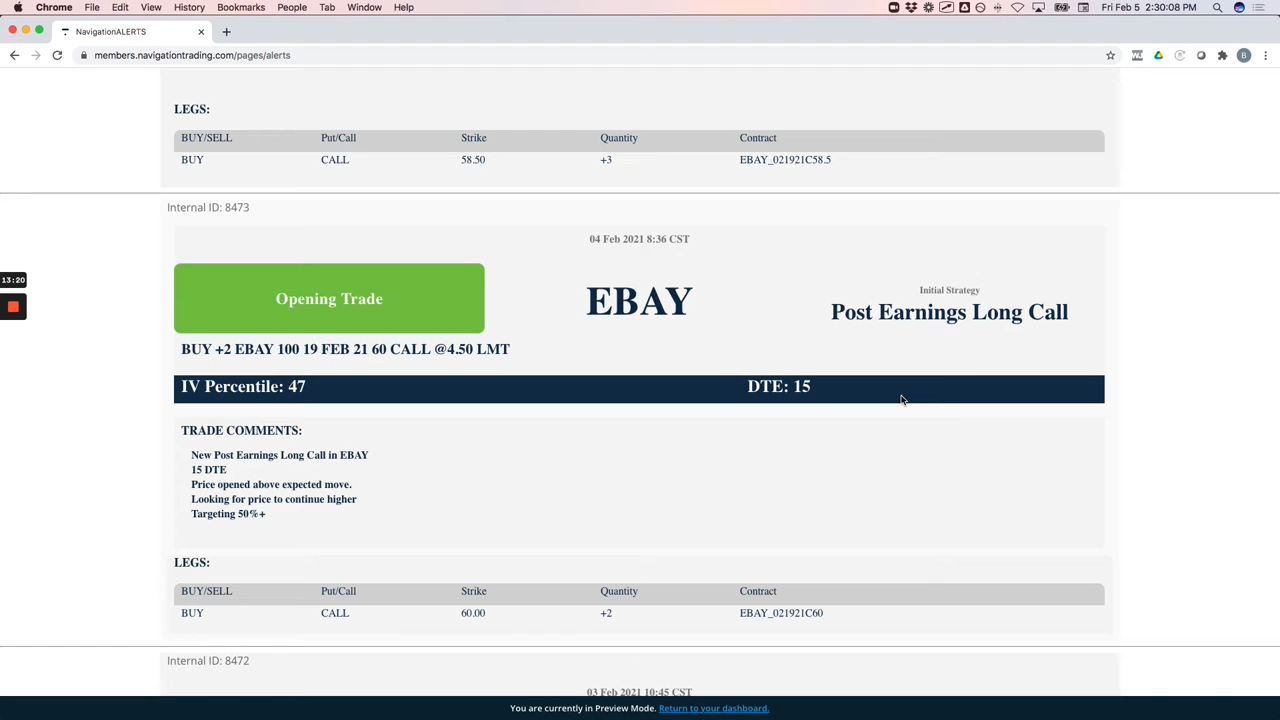 Chrome File Edit View History Bookmarks People Tab Window Help Fri Feb 5 2:30:08 PM
NavigationALERTS
members.navigationtrading.com/pages/alerts
B
LEGS:
BUY/SELL Put/Call Strike Quantity Contract
BUY CALL 58.50 +3 EBAY_021921C58.5
Internal ID: 8473
04 Feb 2021 8:36 CST
13:20
Opening Trade
EBAY
Initial Strategy
Post Earnings Long Call
BUY +2 EBAY 100 19 FEB 21 60 CALL @4.50 LMT
IV Percentile: 47 DTE: 15
TRADE COMMENTS:
New Post Earnings Long Call in EBAY
15 DTE
Price opened above expected move.
Looking for price to continue higher
Targeting 50%+
LEGS:
BUY/SELL Put/Call Strike Quantity Contract
BUY CALL 60.00 +2 EBAY_021921C60
Internal ID: 8472
03 Feb 2021 10:45 CST
You are currently in Preview Mode. Return to your dashboard.